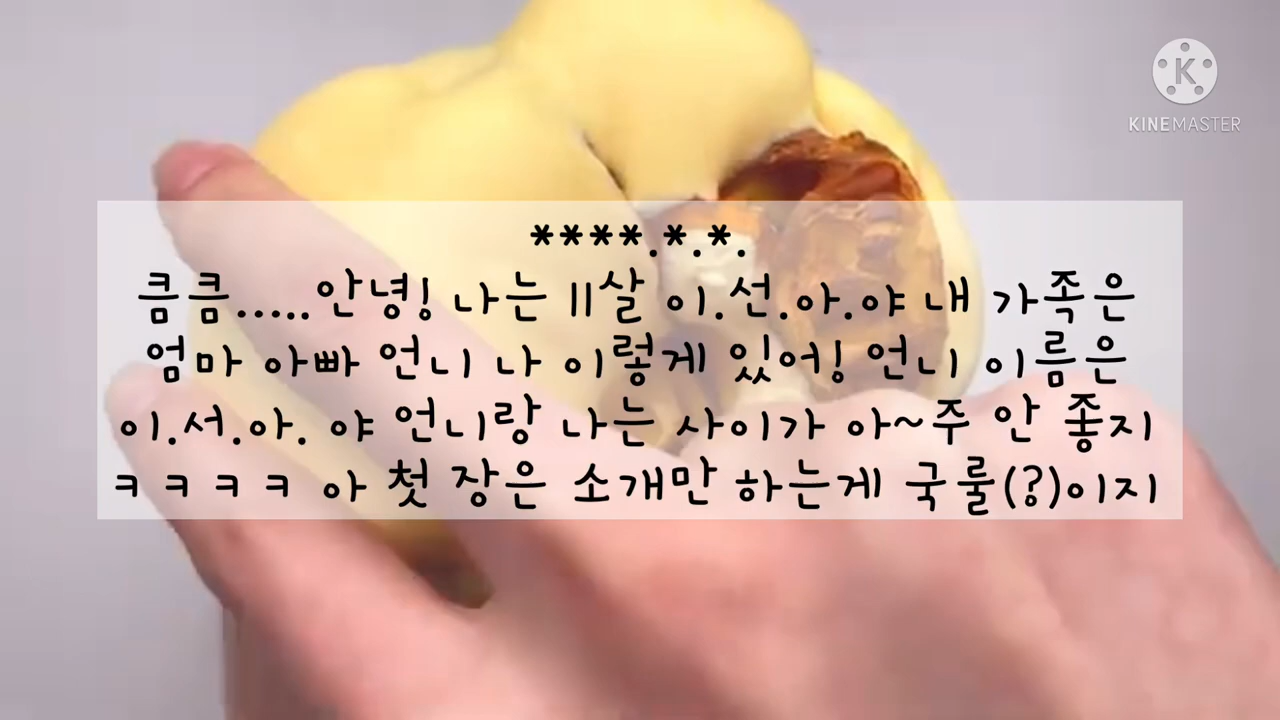 KINEMASTER
****.*.*.
큼큼.....안녕! 나는 11살 이.선.아.야 내 가족은
엄마 아빠 언니 나 이렇게 있어! 언니 이름은
이.서.아. 야 언니랑 나는 사이가 아~주 안 좋지
ㅋㅋㅋㅋ 아 첫 장은 소개만 하는게 국룰(?)이지